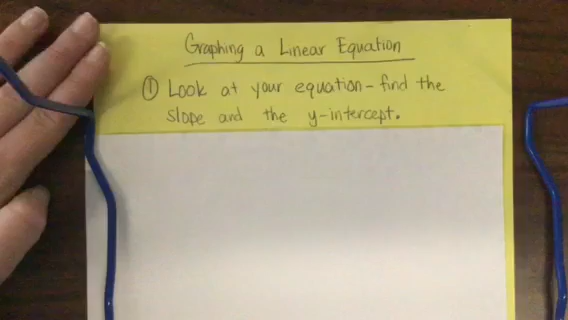 Graphing a Linear Equation
① Look at your equation - find the
slope and the y-intercept.